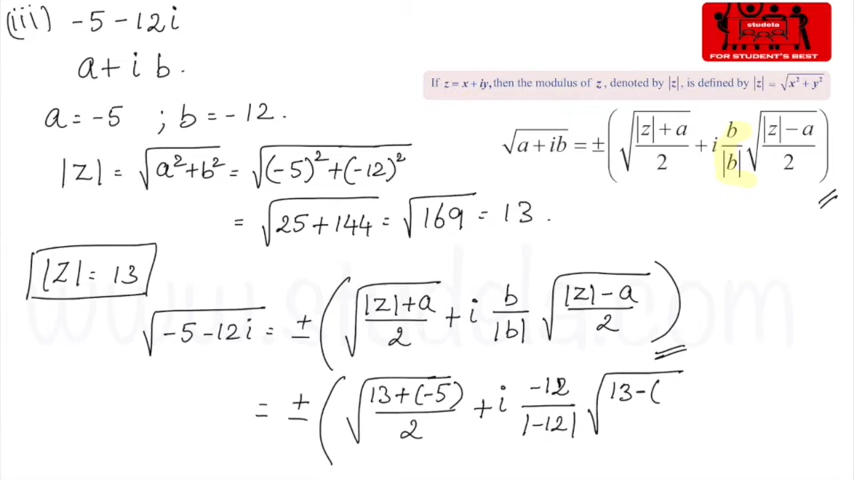 (iii) -5-12i
studela
FOR STUDENT'S BEST
a+ib.
If z = x + iy, then the modulus of z, denoted by |z|, is defined by |z| = √(x² + y²)
a = -5 ; b = -12.
√(a+ib) = ±(√((|z|+a)/2) + i b/|b| √((|z|-a)/2))
|Z| = √(a²+b²) = √((-5)²+(-12)²)
= √(25+144) = √169 = 13.
|Z| = 13
√(-5-12i) = ±(√((|z|+a)/2) + i b/|b| √((|z|-a)/2))
= ±(√((13+(-5))/2) + i -12/|-12| √(13-(
www.studela.com